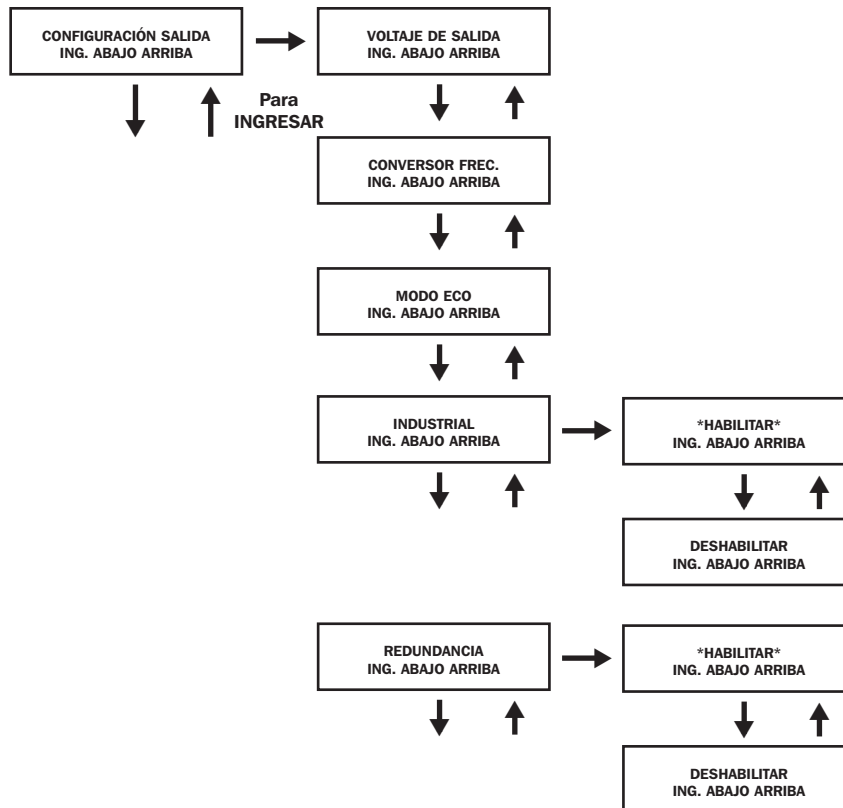 CONFIGURACIÓN SALIDA
ING. ABAJO ARRIBA
VOLTAJE DE SALIDA
ING. ABAJO ARRIBA
Para
INGRESAR
CONVERSOR FREC.
ING. ABAJO ARRIBA
MODO ECO
ING. ABAJO ARRIBA
INDUSTRIAL
ING. ABAJO ARRIBA
*HABILITAR*
ING. ABAJO ARRIBA
DESHABILITAR
ING. ABAJO ARRIBA
REDUNDANCIA
ING. ABAJO ARRIBA
*HABILITAR*
ING. ABAJO ARRIBA
DESHABILITAR
ING. ABAJO ARRIBA